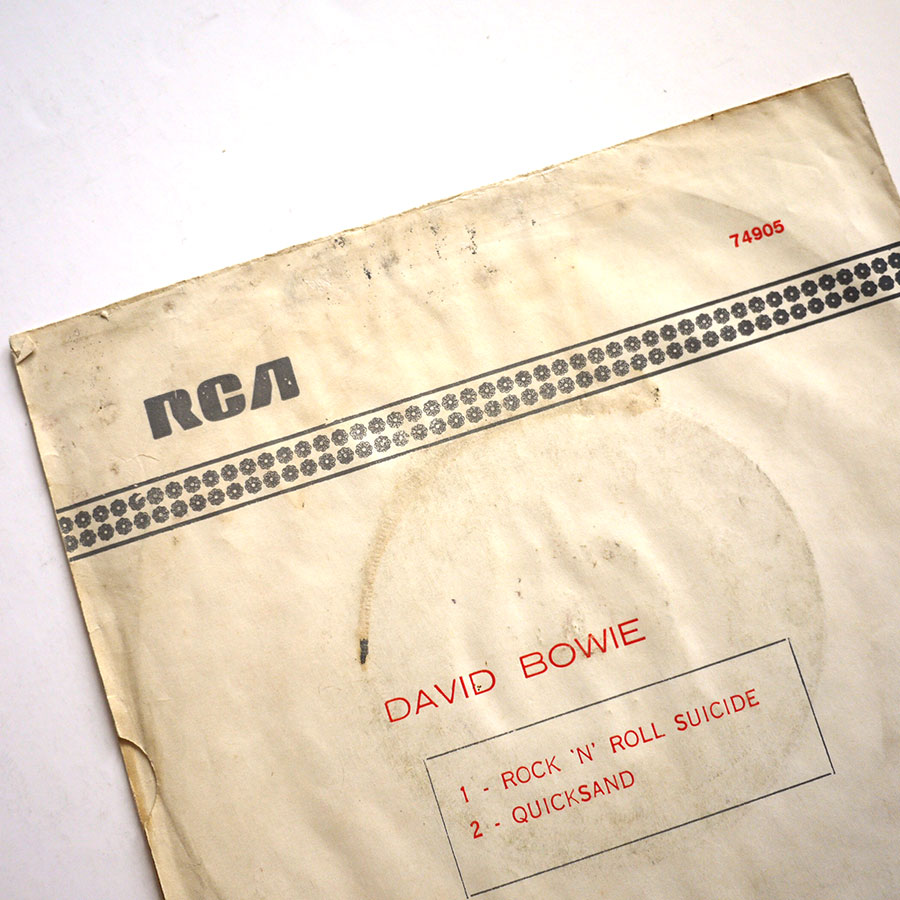 74905
RCA
DAVID BOWIE
1 - ROCK 'N' ROLL SUICIDE
2 - QUICKSAND